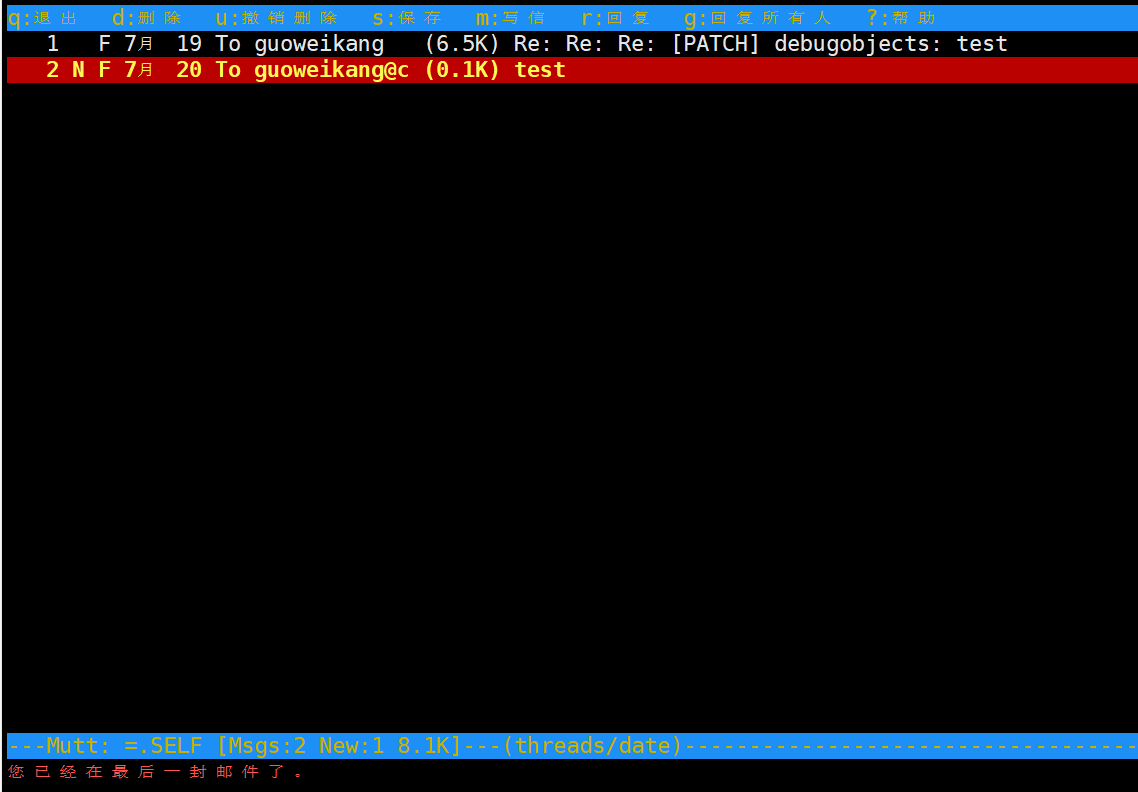 q:退出 d:删除 u:撤销删除 s:保存 m:写信 r:回复 g:回复所有人 ?:帮助
1 F 7月 19 To guoweikang (6.5K) Re: Re: Re: [PATCH] debugobjects: test
2 N F 7月 20 To guoweikang@c (0.1K) test
---Mutt: =.SELF [Msgs:2 New:1 8.1K]---(threads/date)-----------------------------------
您已经在最后一封邮件了。